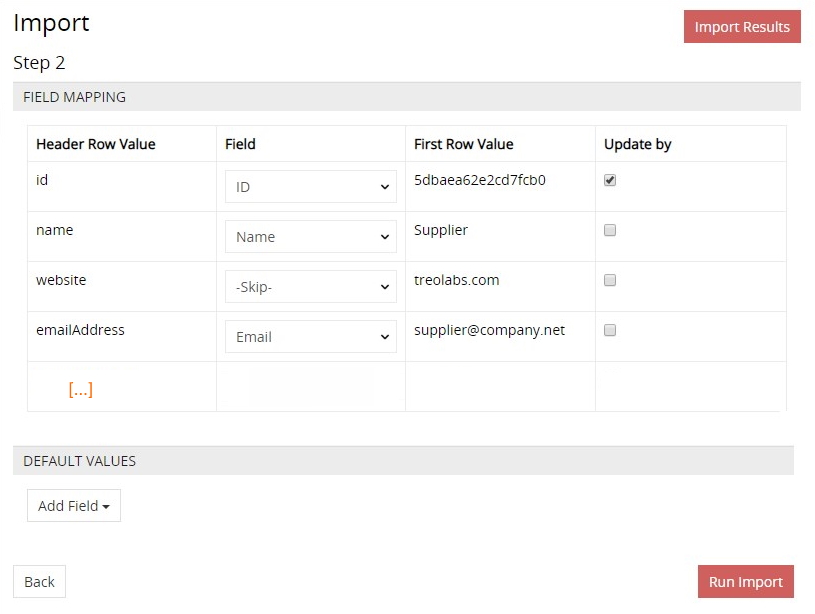 Import
Import Results
Step 2
FIELD MAPPING
Header Row Value Field First Row Value Update by
id ID 5dbaea62e2cd7fcb0
name Name Supplier
website -Skip- treolabs.com
emailAddress Email supplier@company.net
[...]
DEFAULT VALUES
Add Field
Back Run Import